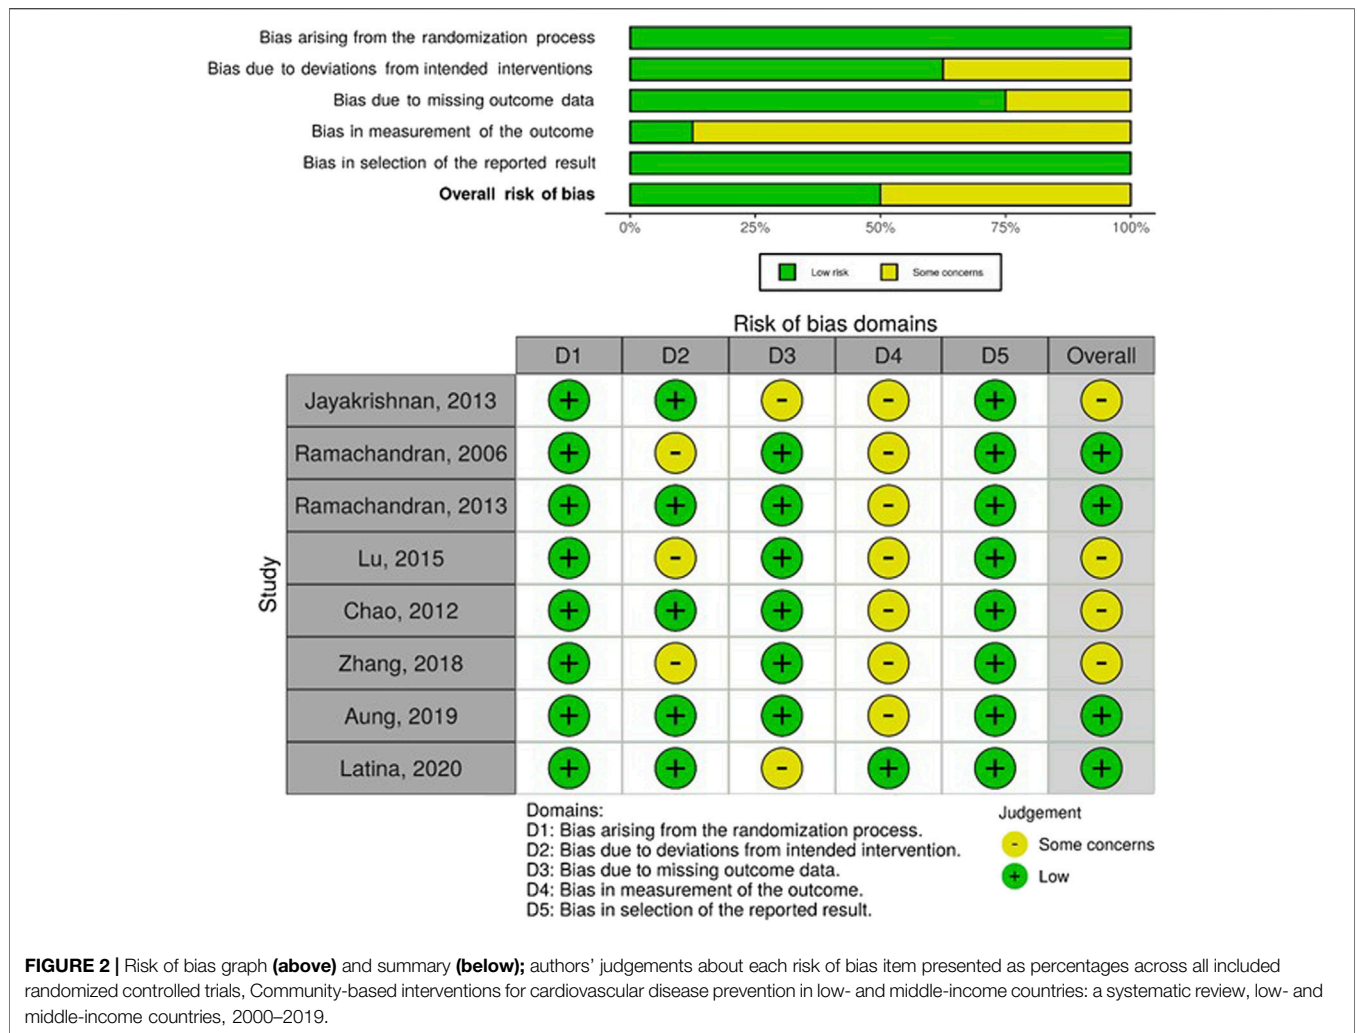 Bias arising from the randomization process
Bias due to deviations from intended interventions
Bias due to missing outcome data
Bias in measurement of the outcome
Bias in selection of the reported result
Overall risk of bias
0% 25% 50% 75% 100%
Low risk Some concerns
Risk of bias domains
D1 D2 D3 D4 D5 Overall
Study
Jayakrishnan, 2013 + + - - + -
Ramachandran, 2006 + - + - + +
Ramachandran, 2013 + + + - + +
Lu, 2015 + - + - + -
Chao, 2012 + + + - + -
Zhang, 2018 + - + - + -
Aung, 2019 + + + - + +
Latina, 2020 + + - + + +
Domains:
D1: Bias arising from the randomization process.
D2: Bias due to deviations from intended intervention.
D3: Bias due to missing outcome data.
D4: Bias in measurement of the outcome.
D5: Bias in selection of the reported result.
Judgement
- Some concerns
+ Low
FIGURE 2 | Risk of bias graph (above) and summary (below); authors' judgements about each risk of bias item presented as percentages across all included
randomized controlled trials, Community-based interventions for cardiovascular disease prevention in low- and middle-income countries: a systematic review, low- and
middle-income countries, 2000–2019.